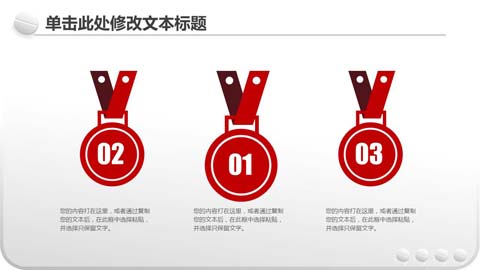 单击此处修改文本标题
02
01
03
您的内容打在这里，或者通过复制
您的文本后，在此框中选择粘贴，
并选择只保留文字。
您的内容打在这里，或者通过复制
您的文本后，在此框中选择粘贴，
并选择只保留文字。
您的内容打在这里，或者通过复制
您的文本后，在此框中选择粘贴，
并选择只保留文字。